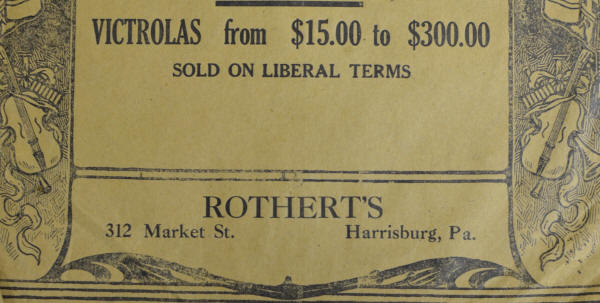 VICTROLAS from $15.00 to $300.00
SOLD ON LIBERAL TERMS
ROTHERT'S
312 Market St. Harrisburg, Pa.